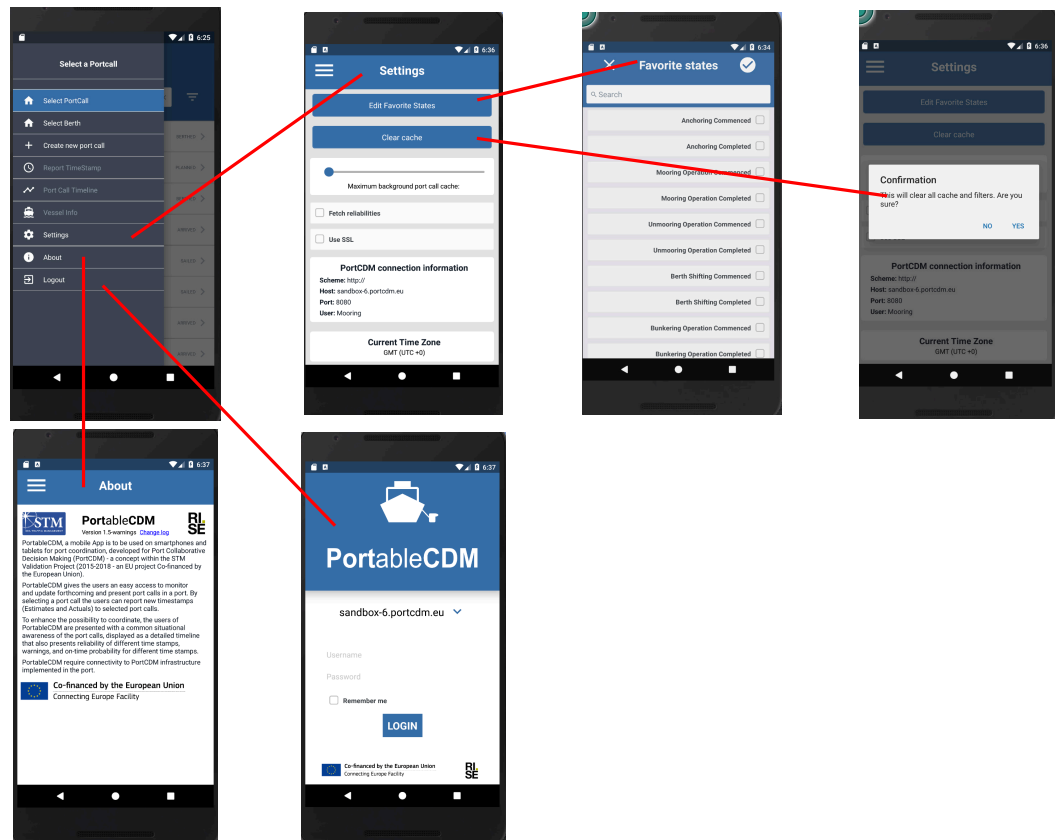 6:25
Select a Portcall
Select PortCall
Select Berth
Create new port call
Report TimeStamp
Port Call Timeline
Vessel Info
Settings
About
Logout
6:36
Settings
Edit Favorite States
Clear cache
Maximum background port call cache:
Fetch reliabilities
Use SSL
PortCDM connection information
Scheme: http://
Host: sandbox-6.portcdm.eu
Port: 8080
User: Mooring
Current Time Zone
GMT (UTC +0)
6:34
Favorite states
Search
Anchoring Commenced
Anchoring Completed
Mooring Operation Commenced
Mooring Operation Completed
Unmooring Operation Commenced
Unmooring Operation Completed
Berth Shifting Commenced
Berth Shifting Completed
Bunkering Operation Commenced
Bunkering Operation Completed
6:36
Settings
Edit Favorite States
Clear cache
Confirmation
This will clear all cache and filters. Are you
sure?
NO YES
PortCDM connection information
Scheme: http://
Host: sandbox-6.portcdm.eu
Port: 8080
User: Mooring
Current Time Zone
GMT (UTC +0)
6:37
About
STM
PortableCDM
RI.
SE
Version 1.5-warnings Change log
PortableCDM, a mobile App is to be used on smartphones and
tablets for port coordination, developed for Port Collaborative
Decision Making (PortCDM) - a concept within the STM
Validation Project (2015-2018 - an EU project Co-financed by
the European Union).
PortableCDM gives the users an easy access to monitor
and update forthcoming and present port calls in a port. By
selecting a port call the users can report new timestamps
(Estimates and Actuals) to selected port calls.
To enhance the possibility to coordinate, the users of
PortableCDM are presented with a common situational
awareness of the port calls, displayed as a detailed timeline
that also presents reliability of different time stamps,
warnings, and on-time probability for different time stamps.
PortableCDM require connectivity to PortCDM infrastructure
implemented in the port.
Co-financed by the European Union
Connecting Europe Facility
6:37
PortableCDM
sandbox-6.portcdm.eu
Username
Password
Remember me
LOGIN
Co-financed by the European Union
Connecting Europe Facility
RI.
SE